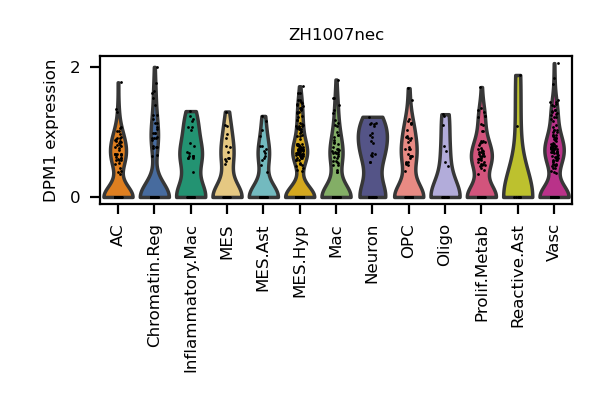 ZH1007nec
DPM1 expression
2
0
AC
Chromatin.Reg
Inflammatory.Mac
MES
MES.Ast
MES.Hyp
Mac
Neuron
OPC
Oligo
Prolif.Metab
Reactive.Ast
Vasc